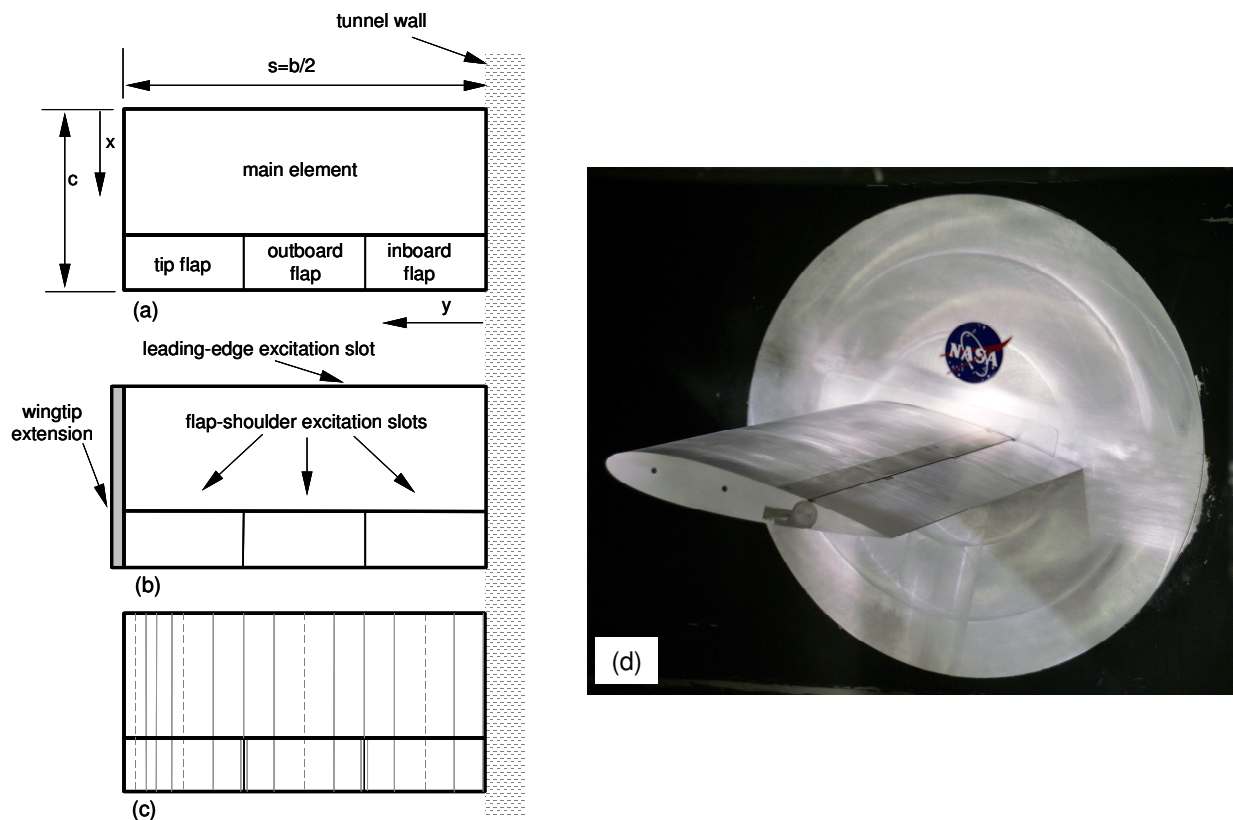 tunnel wall
s=b/2
x
c
main element
tip flap
outboard
flap
inboard
flap
(a)
y
leading-edge excitation slot
wingtip
extension
flap-shoulder excitation slots
(b)
(c)
NASA
(d)